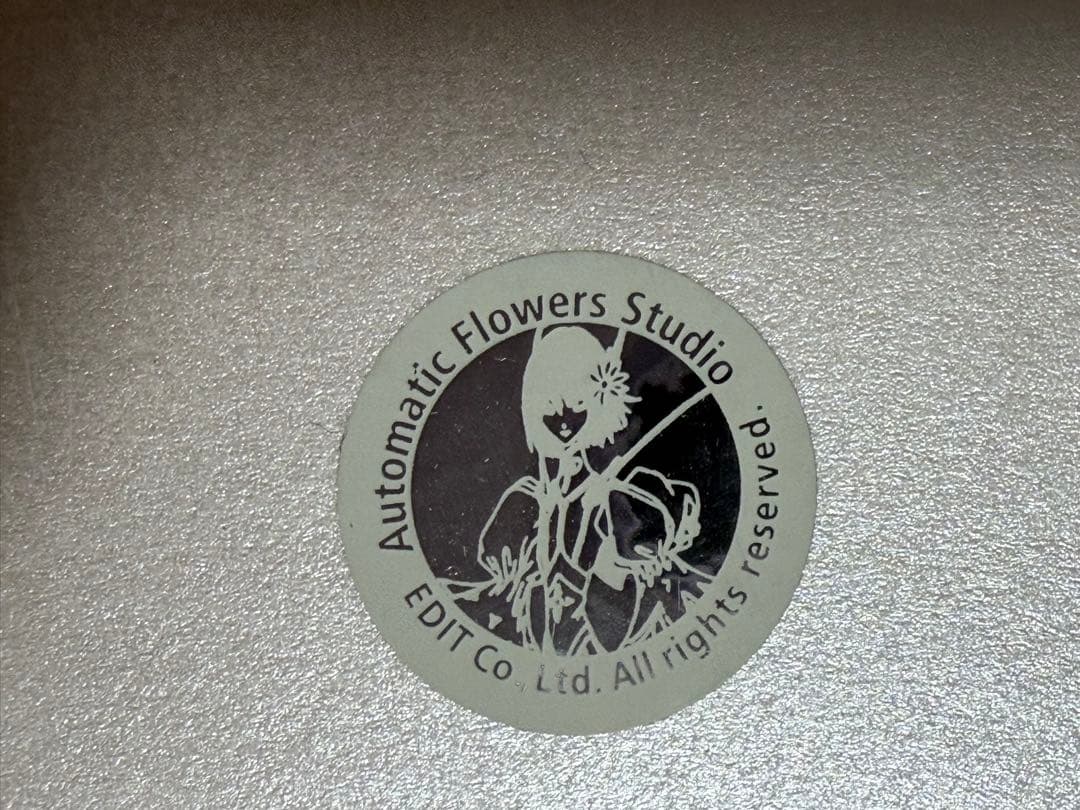 Automatic Flowers Studio
EDIT Co., Ltd. All rights reserved.